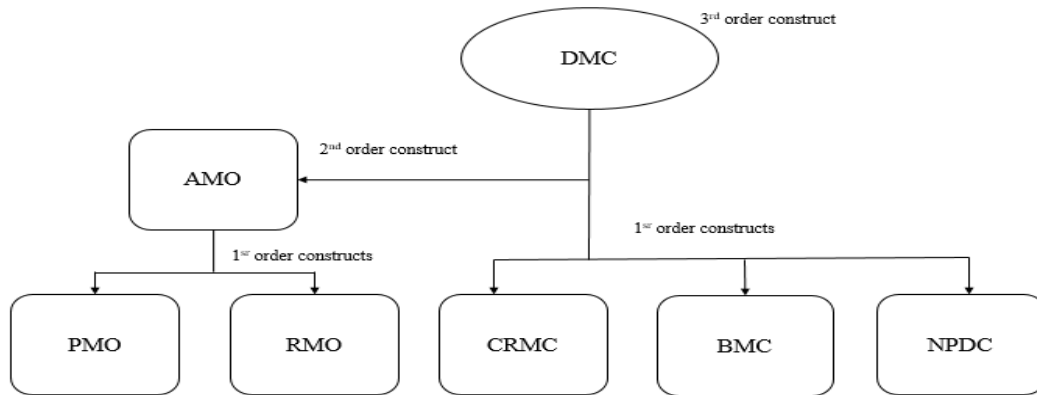 3ʳᵈ order construct
DMC
2ⁿᵈ order construct
AMO
1ˢᵗ order constructs
1ˢᵗ order constructs
PMO
RMO
CRMC
BMC
NPDC